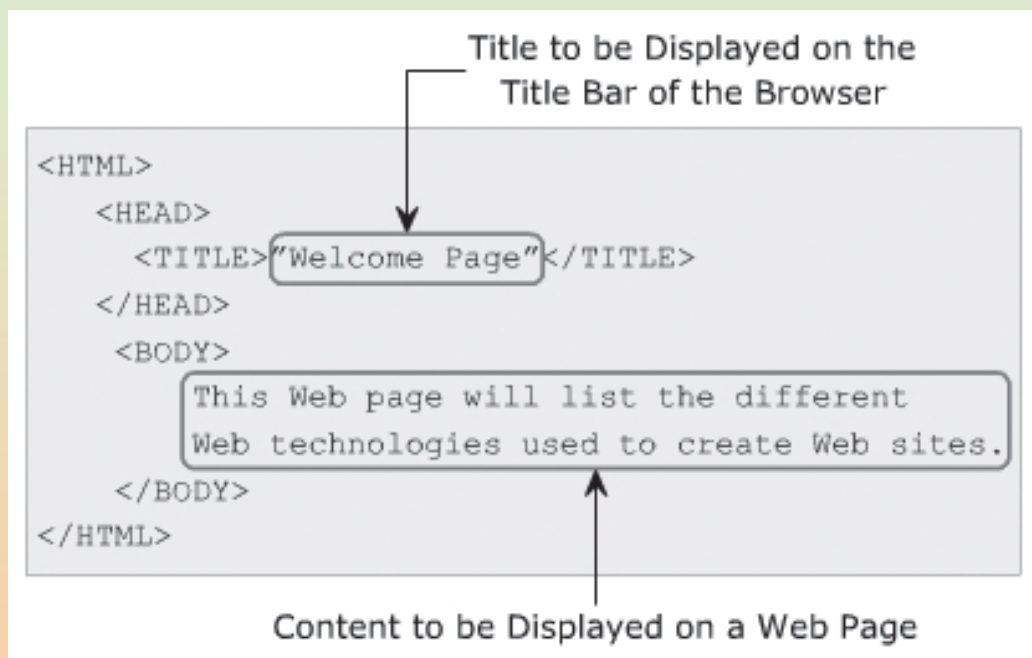 Title to be Displayed on the
Title Bar of the Browser
<HTML>
<HEAD>
<TITLE>"Welcome Page"</TITLE>
</HEAD>
<BODY>
This Web page will list the different
Web technologies used to create Web sites.
</BODY>
</HTML>
Content to be Displayed on a Web Page